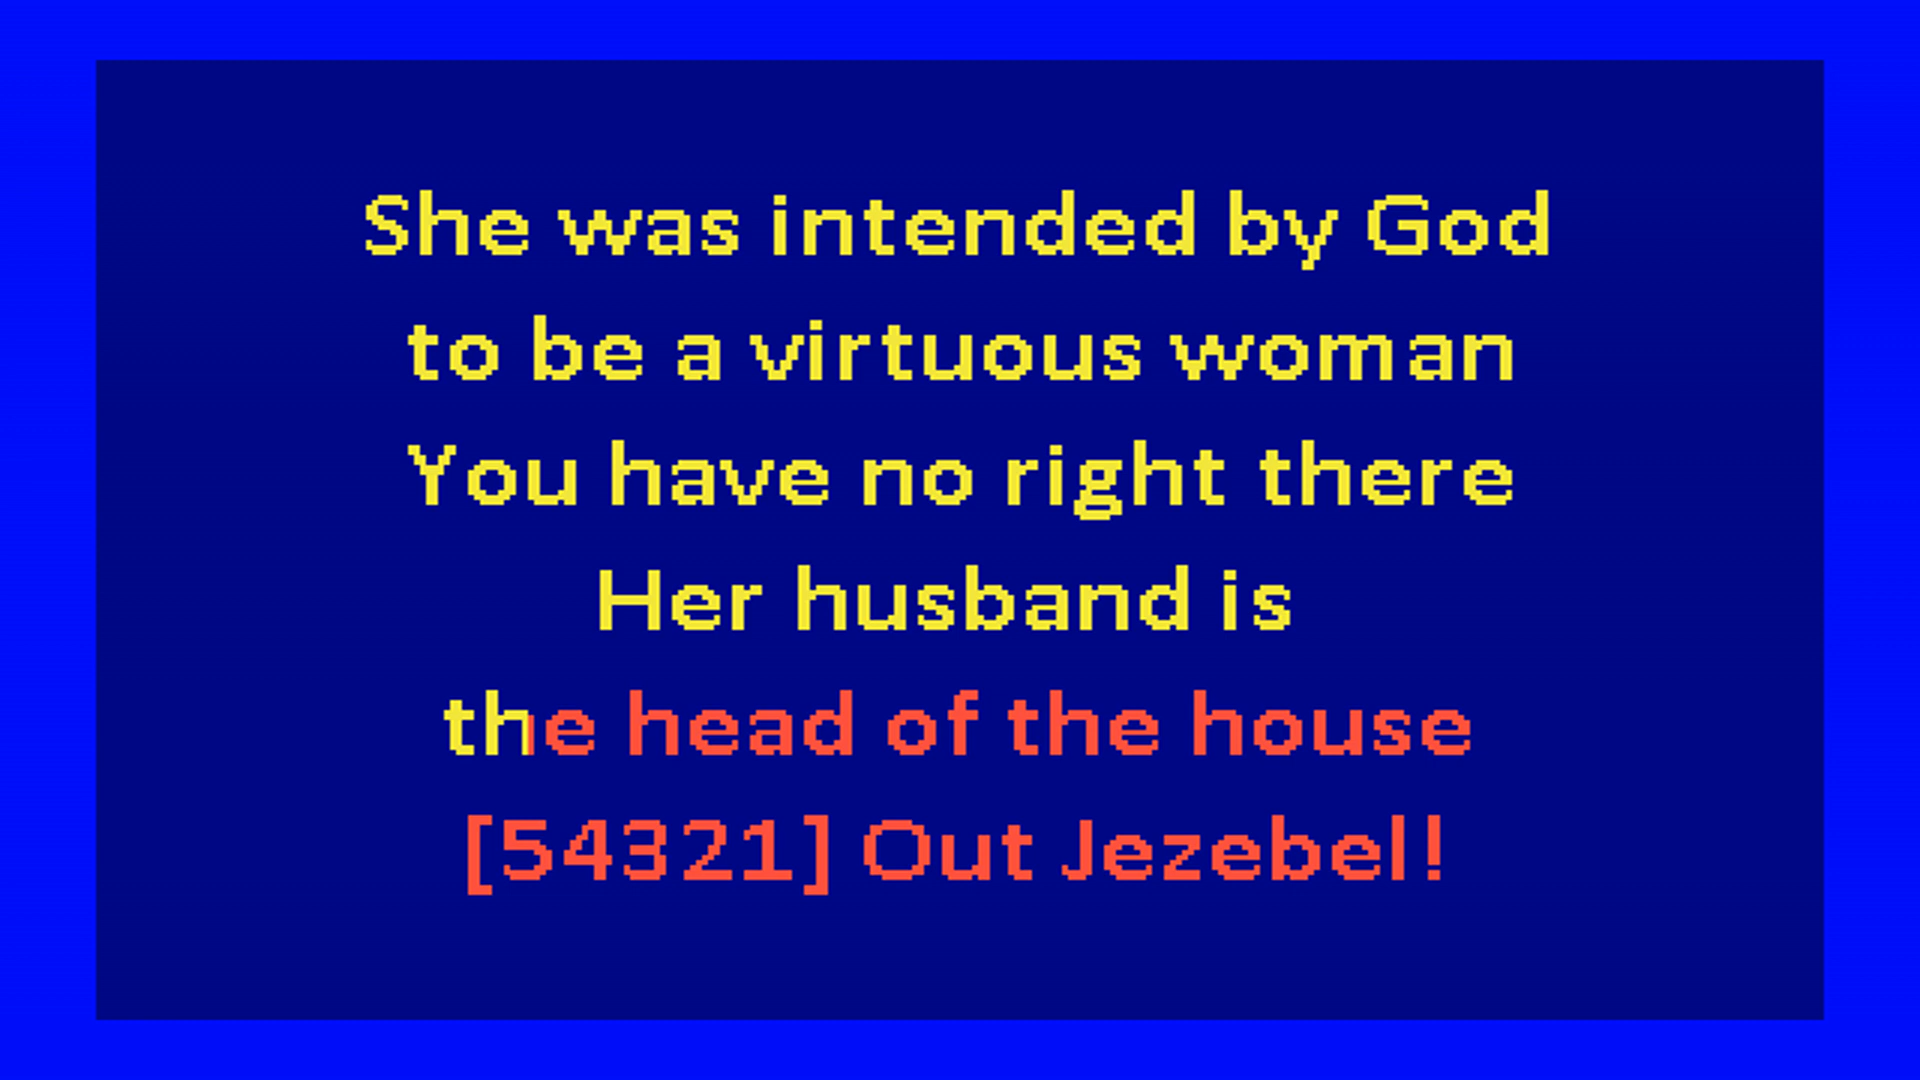 She was intended by God
to be a virtuous woman
You have no right there
Her husband is
the head of the house
[54321] Out Jezebel!